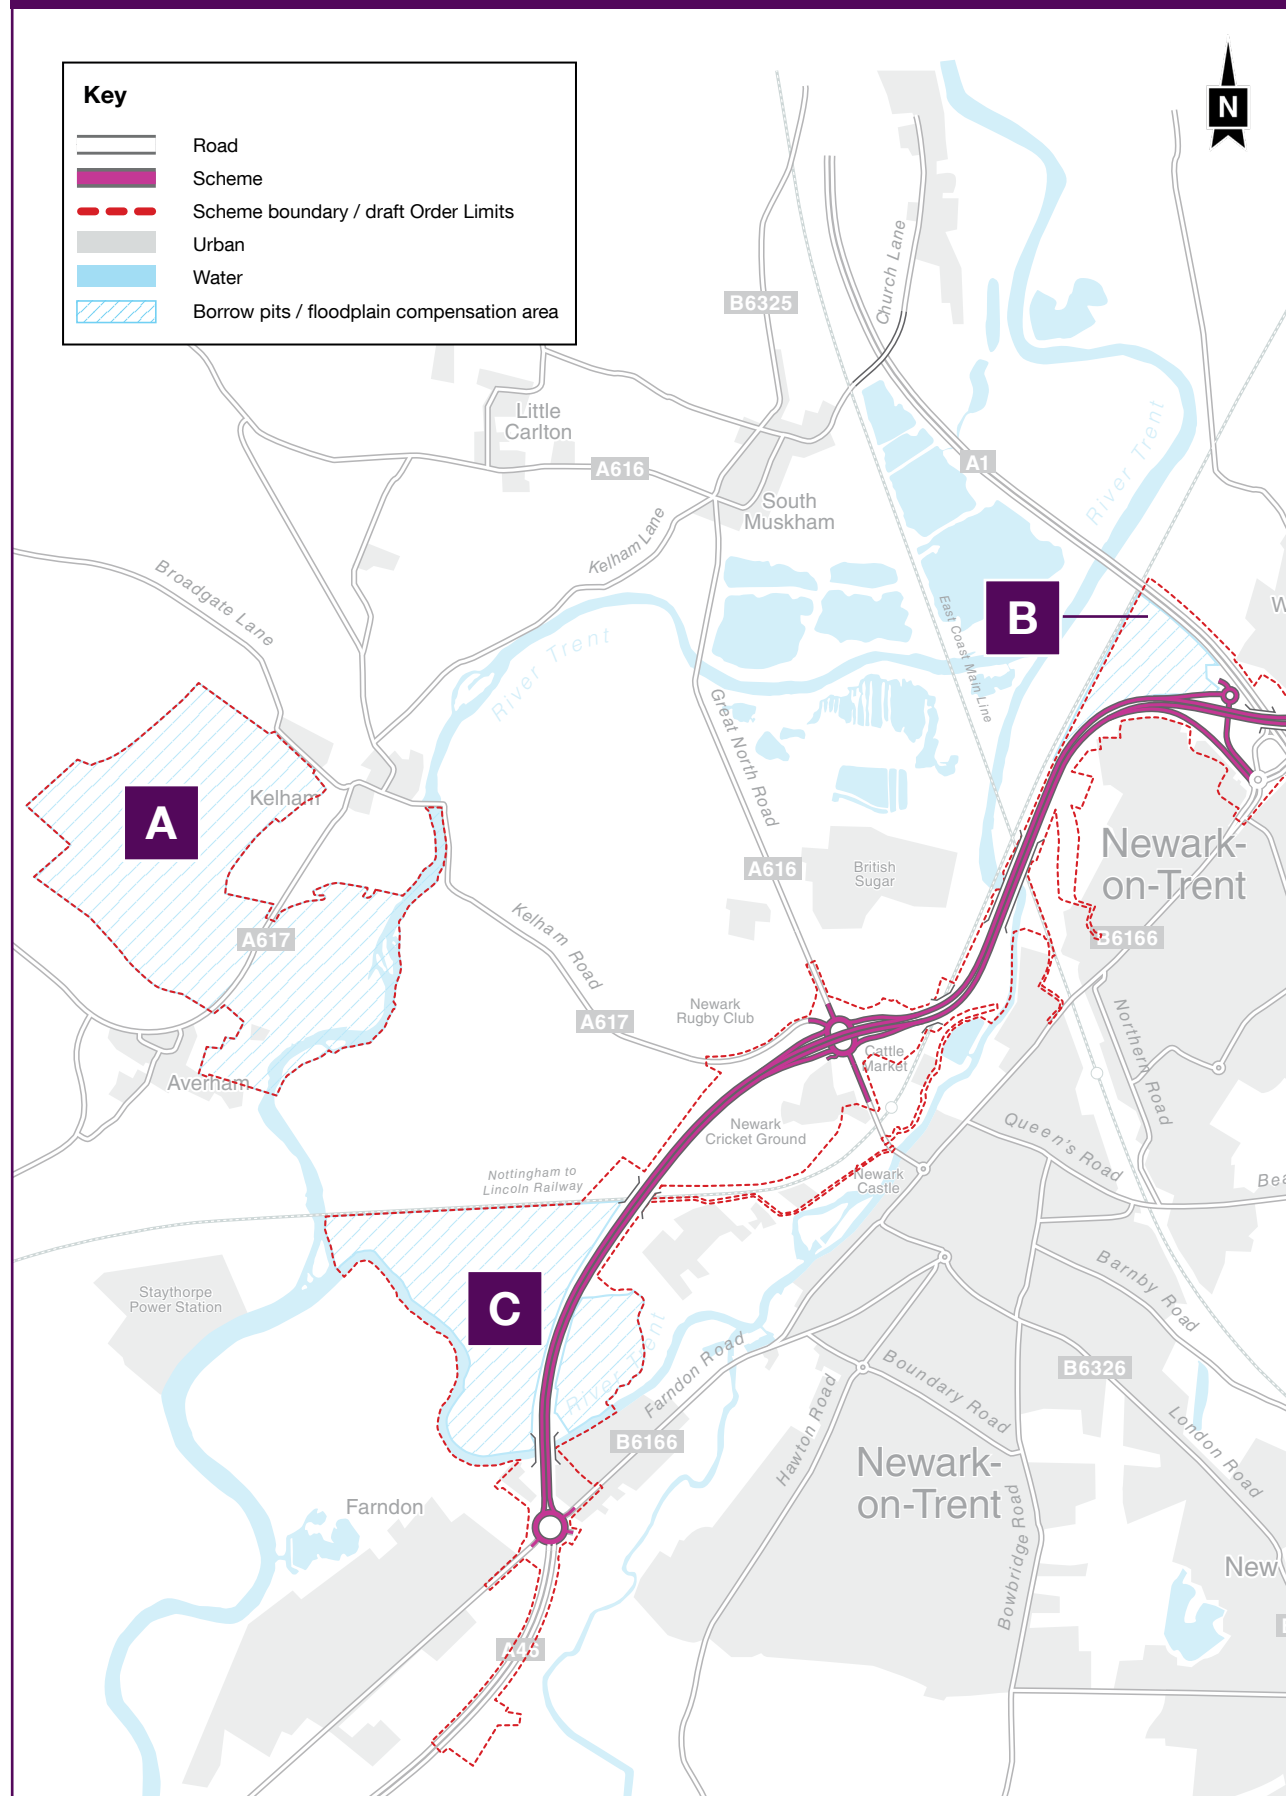 Key
Road
Scheme
Scheme boundary / draft Order Limits
Urban
Water
Borrow pits / floodplain compensation area
N
Church Lane
B6325
Little
Carlton
A616
A1
River Trent
South
Muskham
Kelham Lane
Broadgate Lane
B
East Coast Main Line
River Trent
Great North Road
A
Kelham
Newark-
on-Trent
A616
British
Sugar
A617
Kelham Road
B6166
Newark
Rugby Club
A617
Northern Road
Cattle
Market
Averham
Newark
Cricket Ground
Queen's Road
Nottingham to
Lincoln Railway
Newark
Castle
Bea
Staythorpe
Power Station
C
Barnby Road
River Trent
Farndon Road
B6326
Boundary Road
Hawton Road
London Road
B6166
Newark-
on-Trent
Farndon
Bowbridge Road
New
A46
W